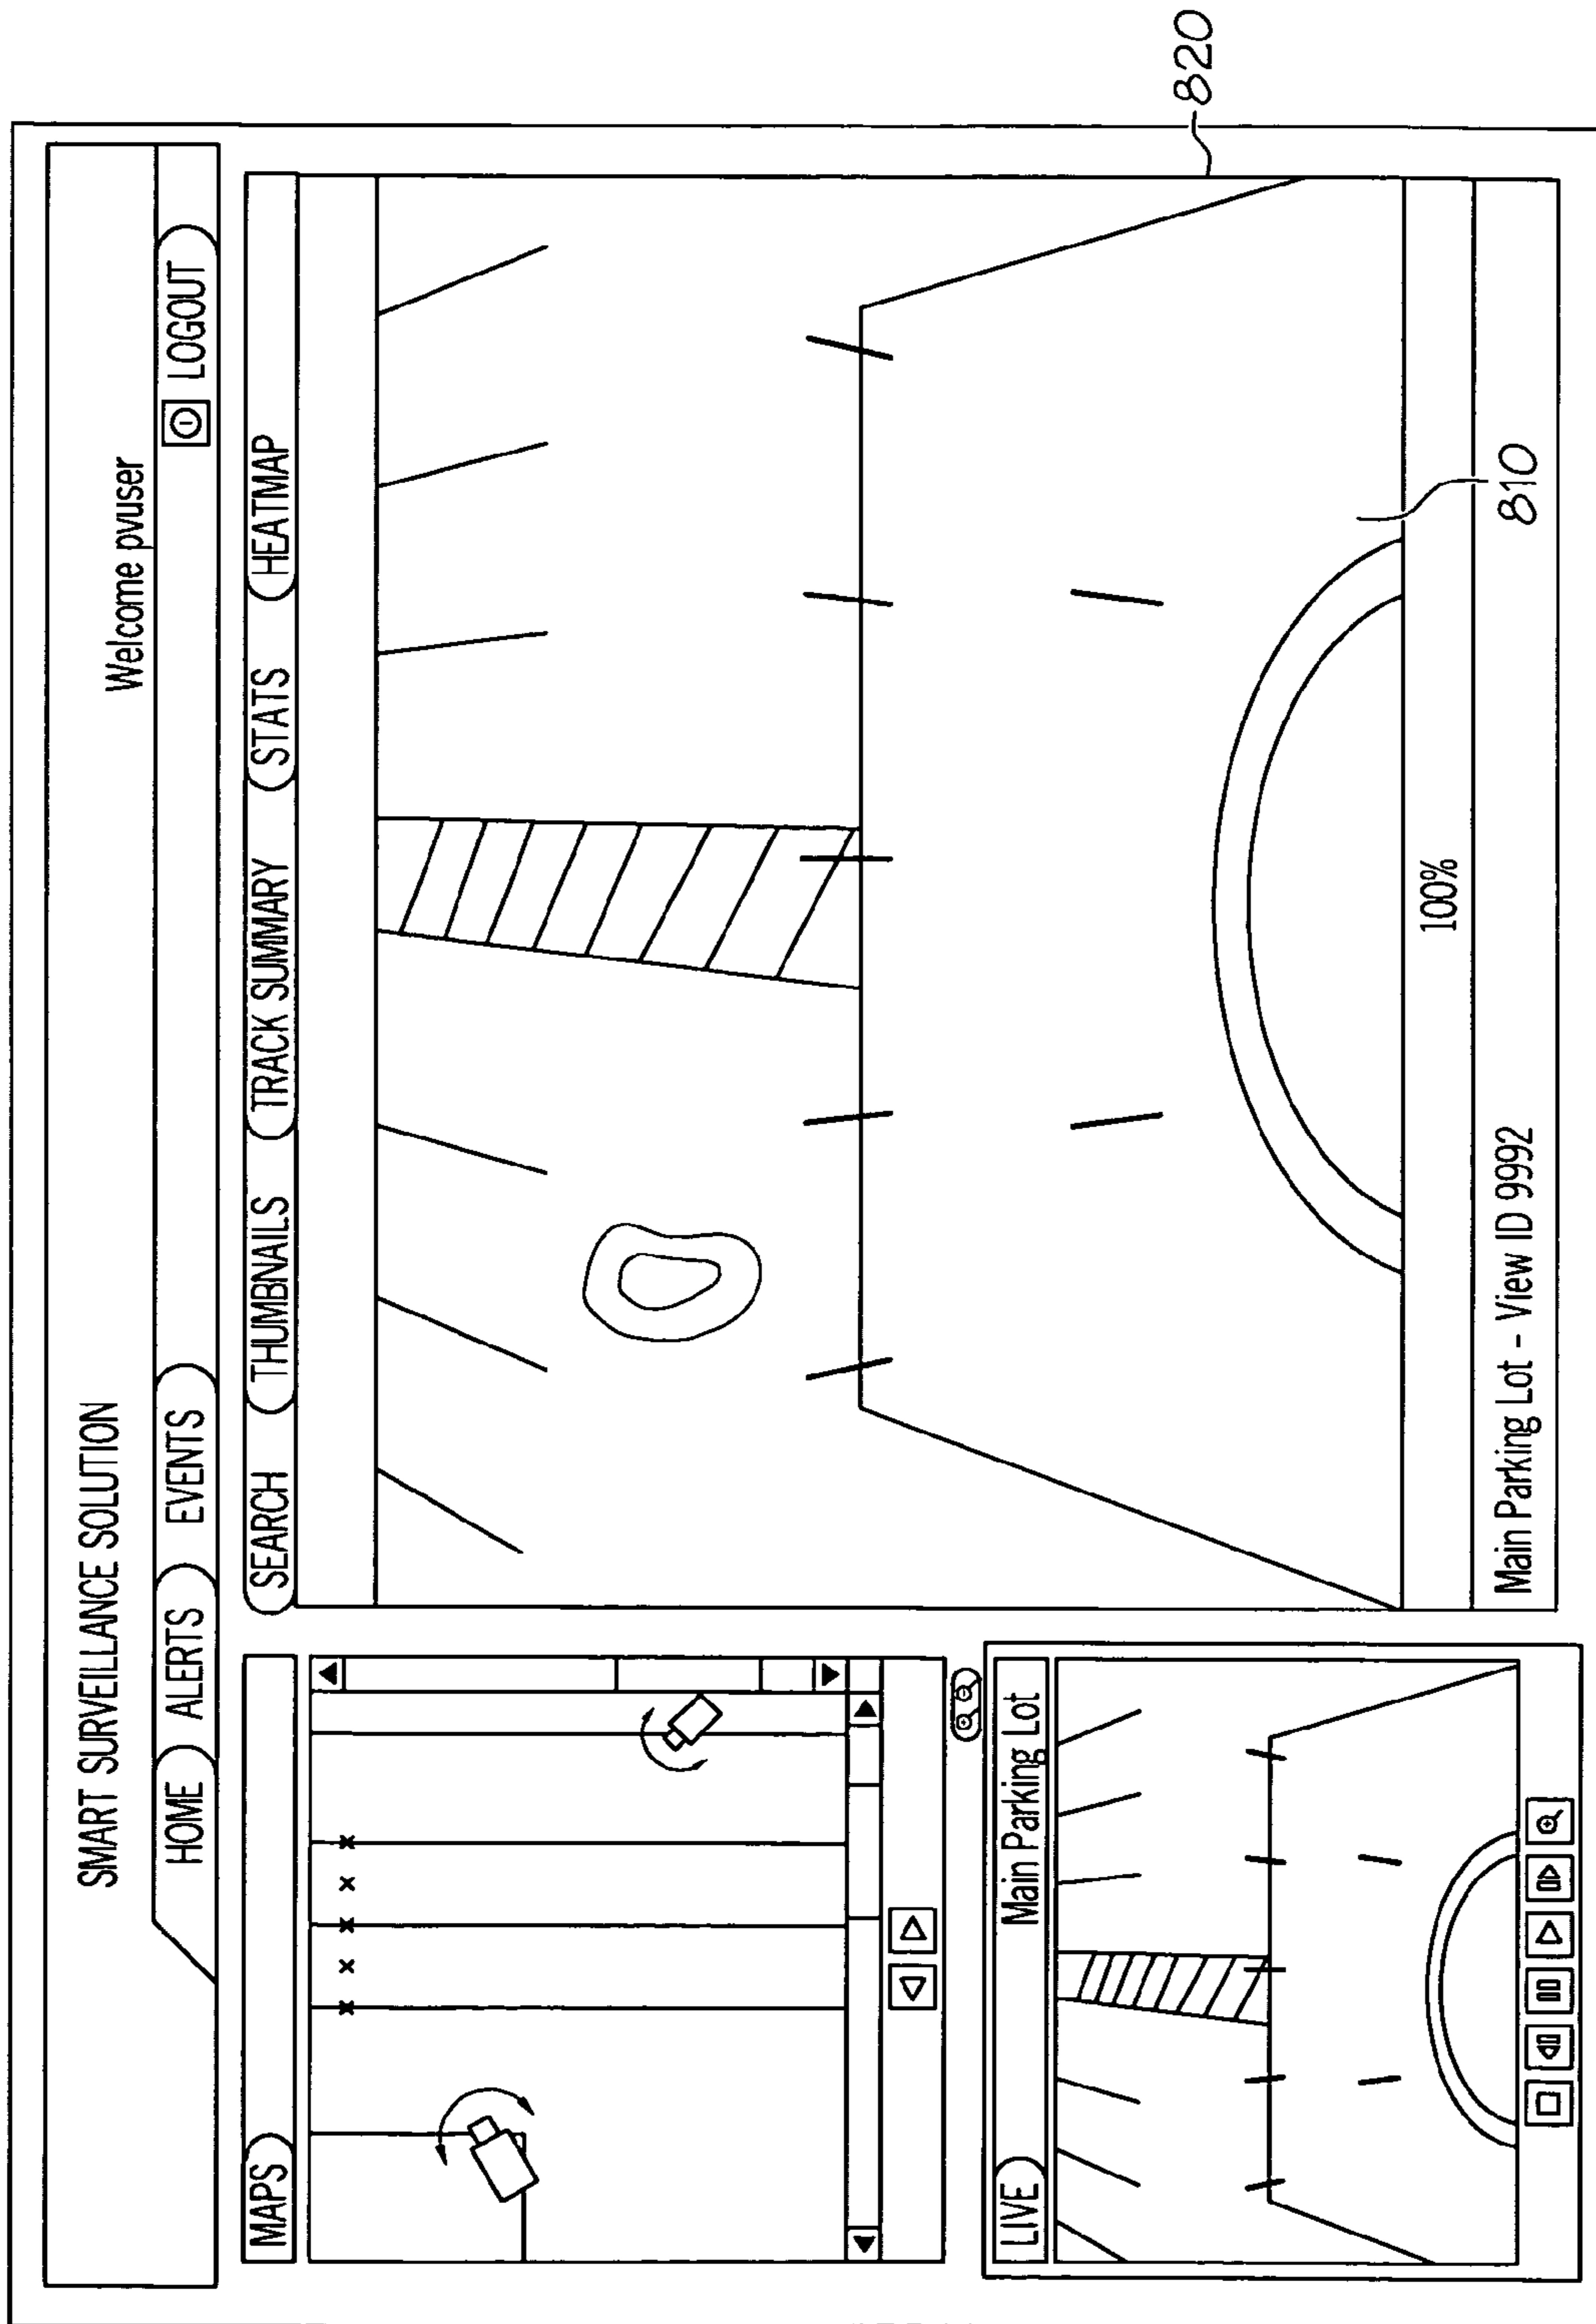 SMART SURVEILLANCE SOLUTION
Welcome pvuser
HOME ALERTS EVENTS LOGOUT
MAPS
SEARCH THUMBNAILS TRACK SUMMARY STATS HEATMAP
820
LIVE Main Parking Lot
100%
Main Parking Lot - View ID 9992
810